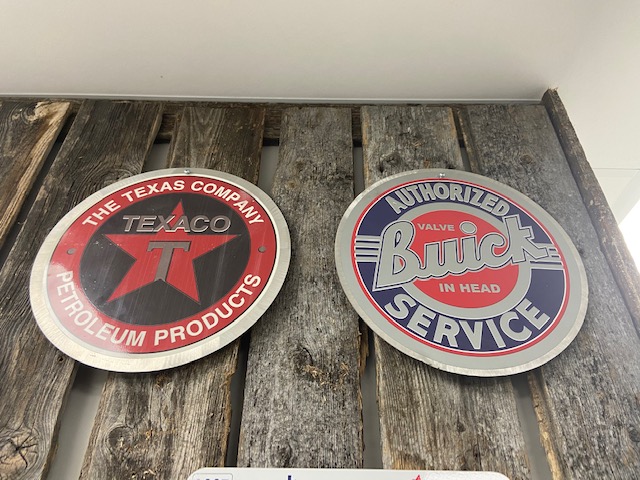 THE TEXAS COMPANY
TEXACO
T
PETROLEUM PRODUCTS
AUTHORIZED
VALVE
Buick
IN HEAD
SERVICE